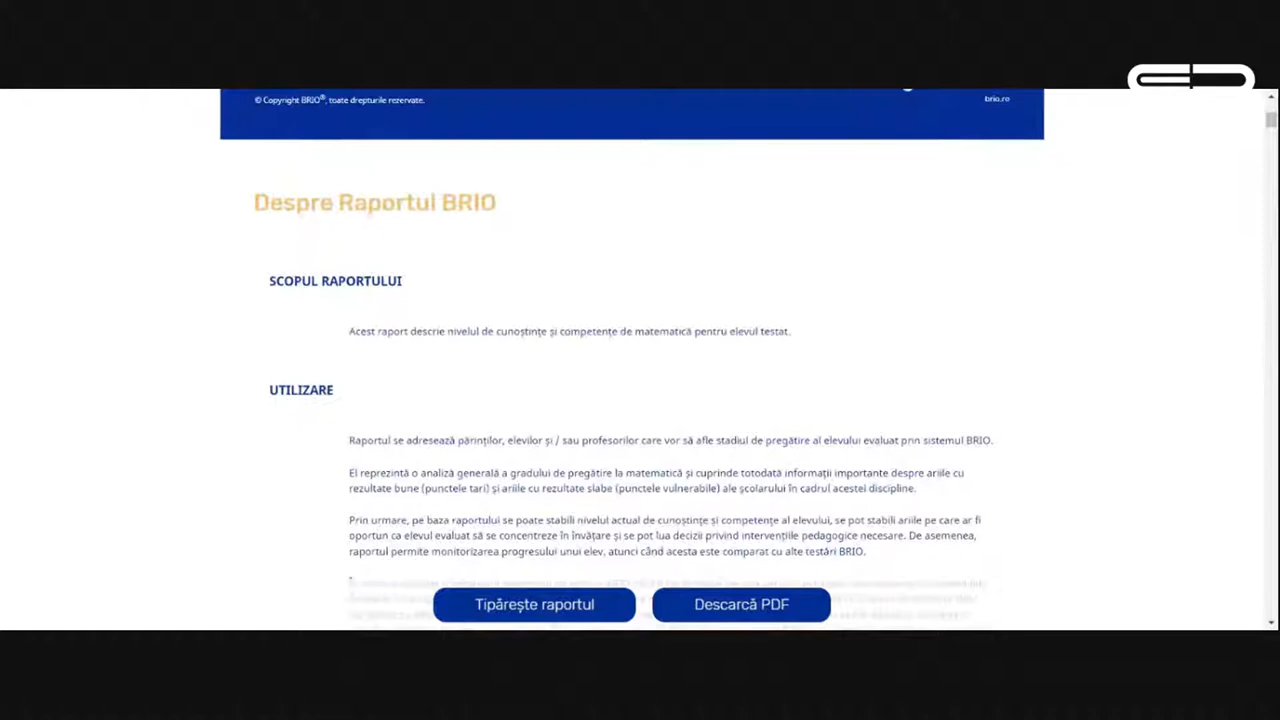 © Copyright BRIO®, toate drepturile rezervate.
brio.ro
Despre Raportul BRIO
SCOPUL RAPORTULUI
Acest raport descrie nivelul de cunoștințe și competențe de matematică pentru elevul testat.
UTILIZARE
Raportul se adresează părinților, elevilor și / sau profesorilor care vor să afle stadiul de pregătire al elevului evaluat prin sistemul BRIO.
El reprezintă o analiză generală a gradului de pregătire la matematică și cuprinde totodată informații importante despre ariile cu
rezultate bune (punctele tari) și ariile cu rezultate slabe (punctele vulnerabile) ale școlarului în cadrul acestei discipline.
Prin urmare, pe baza raportului se poate stabili nivelul actual de cunoștințe și competențe al elevului, se pot stabili ariile pe care ar fi
oportun ca elevul evaluat să se concentreze în învățare și se pot lua decizii privind intervențiile pedagogice necesare. De asemenea,
raportul permite monitorizarea progresului unui elev, atunci când acesta este comparat cu alte testări BRIO.
Tipărește raportul
Descarcă PDF